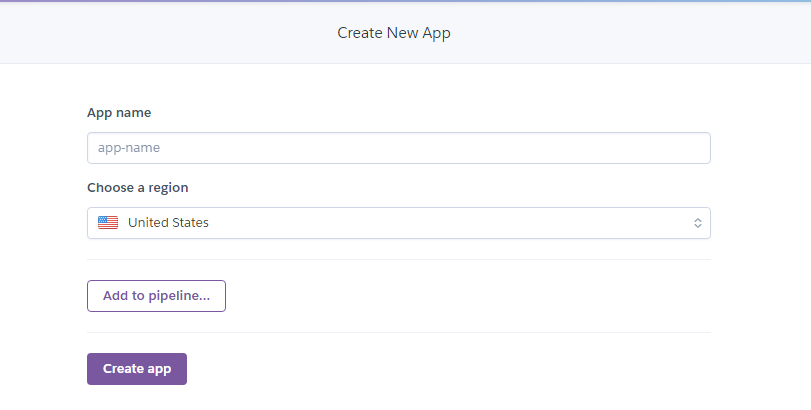 Create New App
App name
app-name
Choose a region
United States
Add to pipeline...
Create app